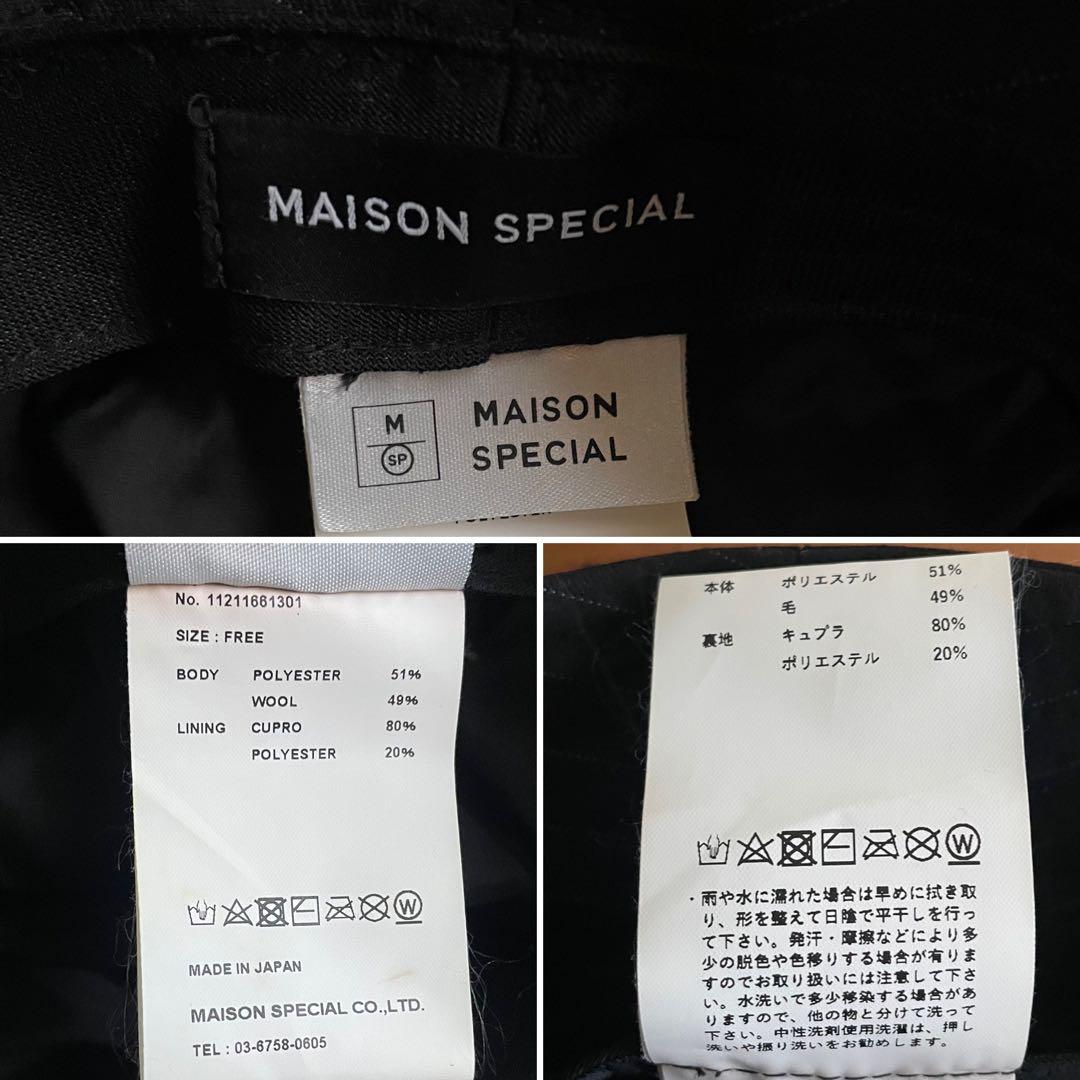 MAISON SPECIAL
M
SP
MAISON
SPECIAL
POLYESTER
No. 11211661301
SIZE : FREE
BODY POLYESTER 51%
WOOL 49%
LINING CUPRO 80%
POLYESTER 20%
W
MADE IN JAPAN
MAISON SPECIAL CO.,LTD.
TEL : 03-6758-0605
本体 ポリエステル 51%
毛 49%
裏地 キュプラ 80%
ポリエステル 20%
W
・雨や水に濡れた場合は早めに拭き取
り、形を整えて日陰で平干しを行っ
て下さい。発汗・摩擦などにより多
少の脱色や色移りする場合が有りま
すのでお取り扱いには注意して下さ
い。水洗いで多少移染する場合があ
りますので、他の物と分けて洗って
下さい。中性洗剤使用洗濯は、押し
洗いや振り洗いをお勧めします。